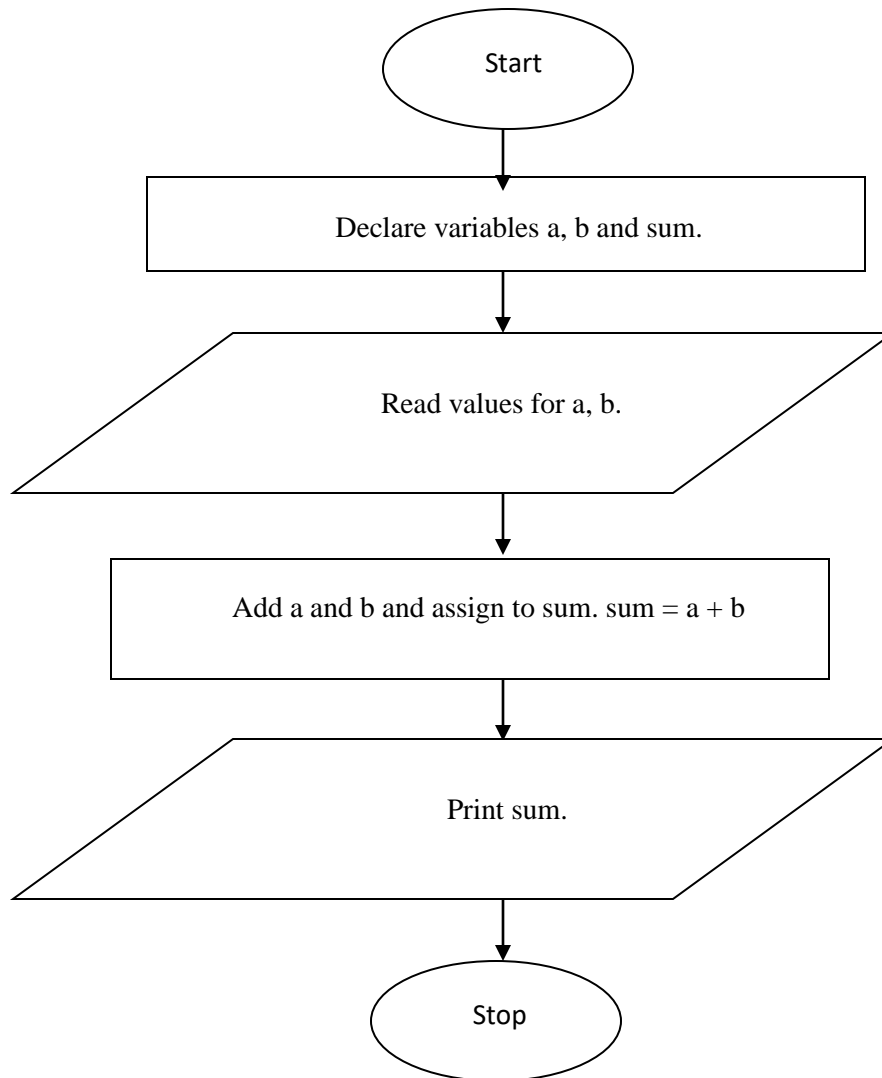 Start
Declare variables a, b and sum.
Read values for a, b.
Add a and b and assign to sum. sum = a + b
Print sum.
Stop